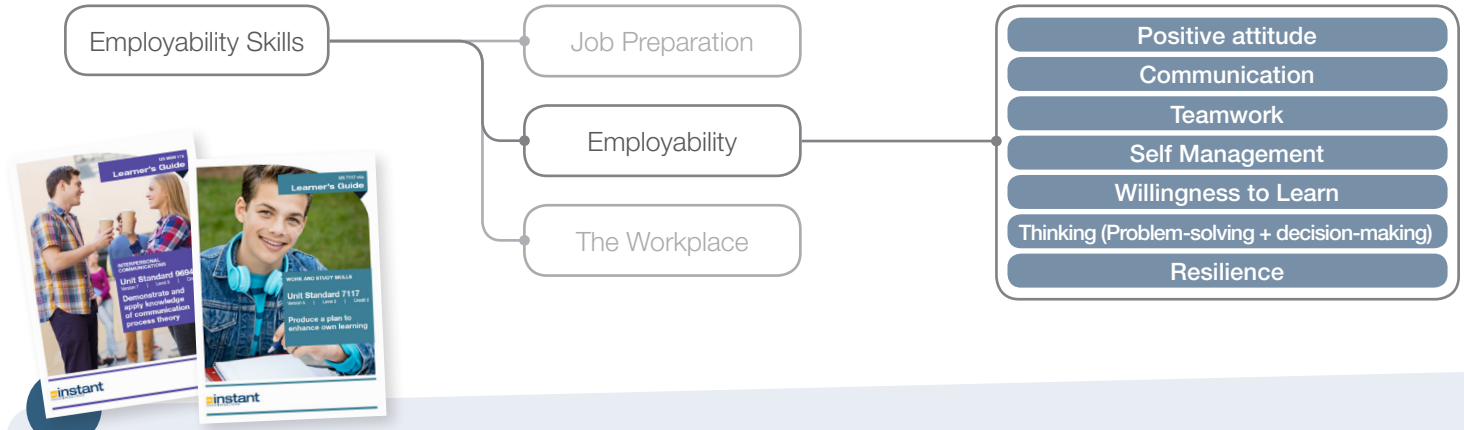 Employability Skills
Job Preparation
Employability
The Workplace
Positive attitude
Communication
Teamwork
Self Management
Willingness to Learn
Thinking (Problem-solving + decision-making)
Resilience
Learner's Guide
INTERPERSONAL
COMMUNICATIONS
Unit Standard 9694
Demonstrate and
apply knowledge
of communication
process theory
instant
US 7117
Learner's Guide
WORK AND STUDY SKILLS
Unit Standard 7117
Produce a plan to
enhance own learning
instant